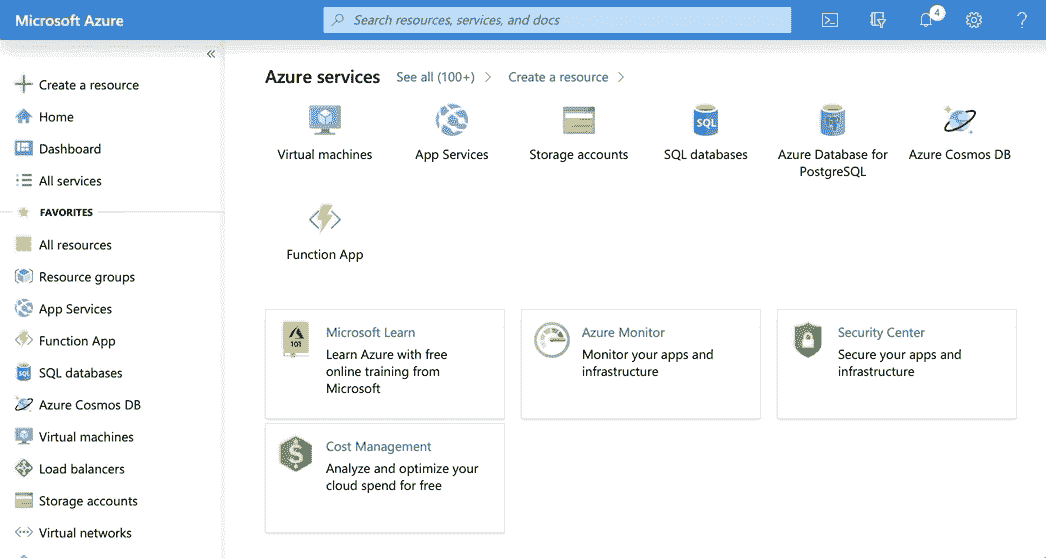 Microsoft Azure
Search resources, services, and docs
4
?
«
Create a resource
Home
Dashboard
All services
FAVORITES
All resources
Resource groups
App Services
Function App
SQL databases
Azure Cosmos DB
Virtual machines
Load balancers
Storage accounts
Virtual networks
Azure services
See all (100+)
Create a resource
Virtual machines
App Services
Storage accounts
SQL
SQL databases
Azure Database for
PostgreSQL
Azure Cosmos DB
Function App
101
Microsoft Learn
Learn Azure with free
online training from
Microsoft
Azure Monitor
Monitor your apps and
infrastructure
Security Center
Secure your apps and
infrastructure
$
Cost Management
Analyze and optimize your
cloud spend for free